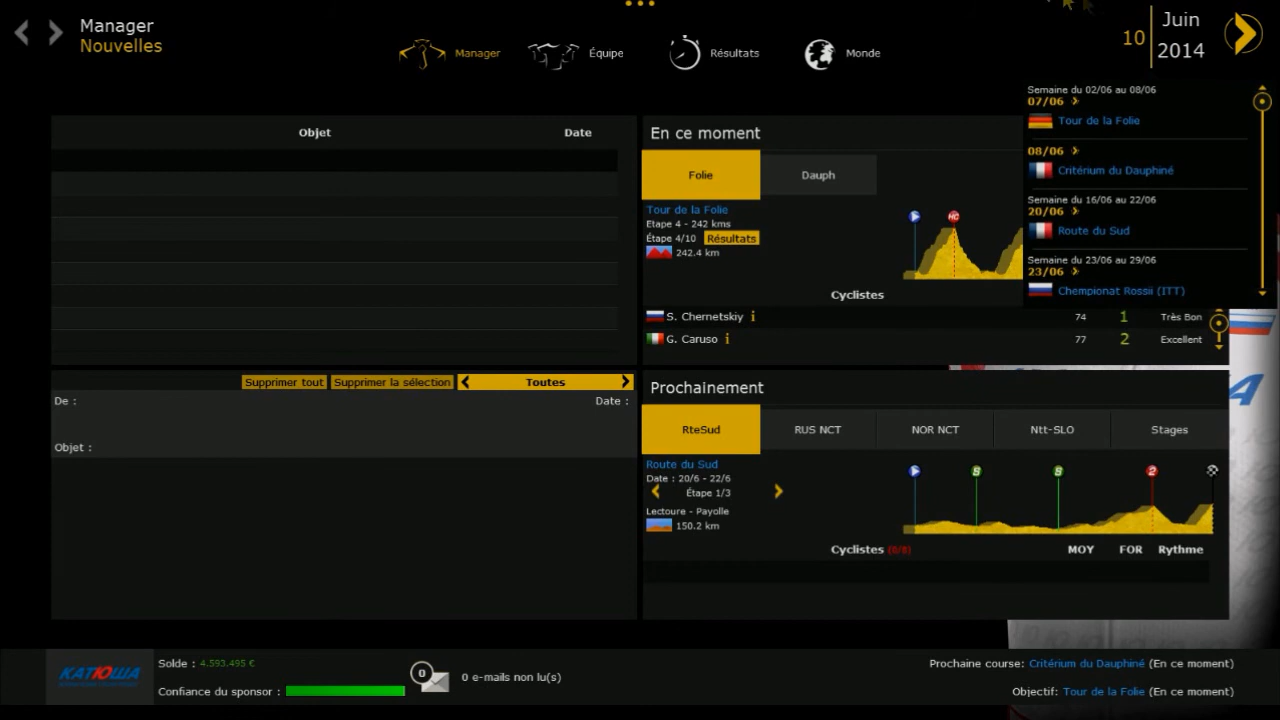 Manager
Nouvelles
Manager
Équipe
Résultats
Monde
10
Juin
2014
Semaine du 02/06 au 08/06
07/06
Tour de la Folie
08/06
Critérium du Dauphiné
Semaine du 16/06 au 22/06
20/06
Route du Sud
Semaine du 23/06 au 29/06
23/06
Chempionat Rossii (ITT)
Objet Date
En ce moment
Folie Dauph
Tour de la Folie
Etape 4 - 242 kms
Étape 4/10 Résultats
242.4 km
HC
Cyclistes
S. Chernetskiy i 74 1 Très Bon
G. Caruso i 77 2 Excellent
Supprimer tout Supprimer la sélection Toutes
De : Date :
Objet :
Prochainement
RteSud RUS NCT NOR NCT Ntt-SLO Stages
Route du Sud
Date : 20/6 - 22/6
Étape 1/3
Lectoure - Payolle
150.2 km
S S 2
Cyclistes (0/8) MOY FOR Rythme
КАТЮША
Solde : 4.593.495 €
Confiance du sponsor :
0
0 e-mails non lu(s)
Prochaine course: Critérium du Dauphiné (En ce moment)
Objectif: Tour de la Folie (En ce moment)